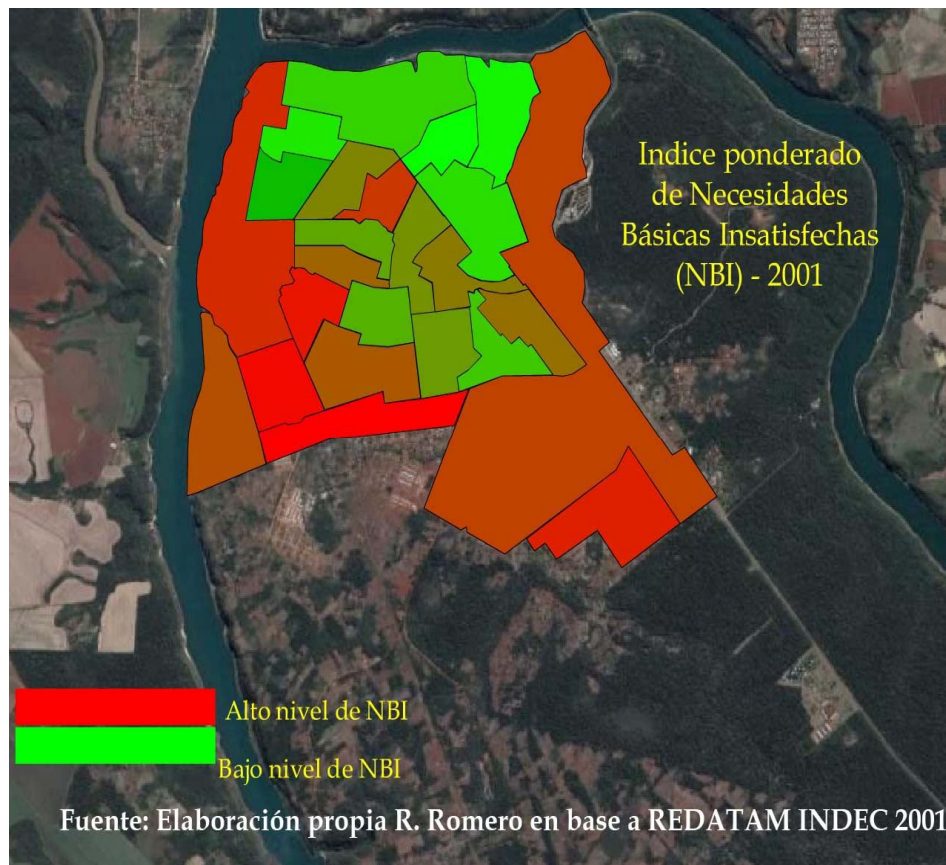 Indice ponderado
de Necesidades
Básicas Insatisfechas
(NBI) - 2001
Alto nivel de NBI
Bajo nivel de NBI
Fuente: Elaboración propia R. Romero en base a REDATAM INDEC 2001